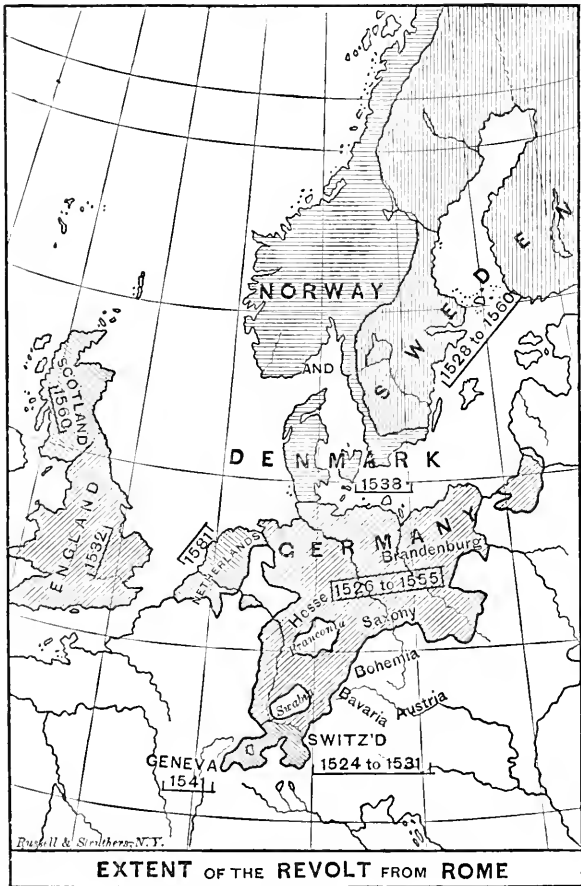 NORWAY
AND
DENMARK
1538
SWEDEN
1528 to 1560
SCOTLAND
1560
ENGLAND
1532
1581
NETHERLANDS
GERMANY
Brandenburg
1526 to 1555
Hosse
Saxony
Franconia
Bohemia
Swabia
Bavaria
Austria
SWITZ'D
1524 to 1531
GENEVA
1541
Russell & Struthers, N.Y.
EXTENT OF THE REVOLT FROM ROME